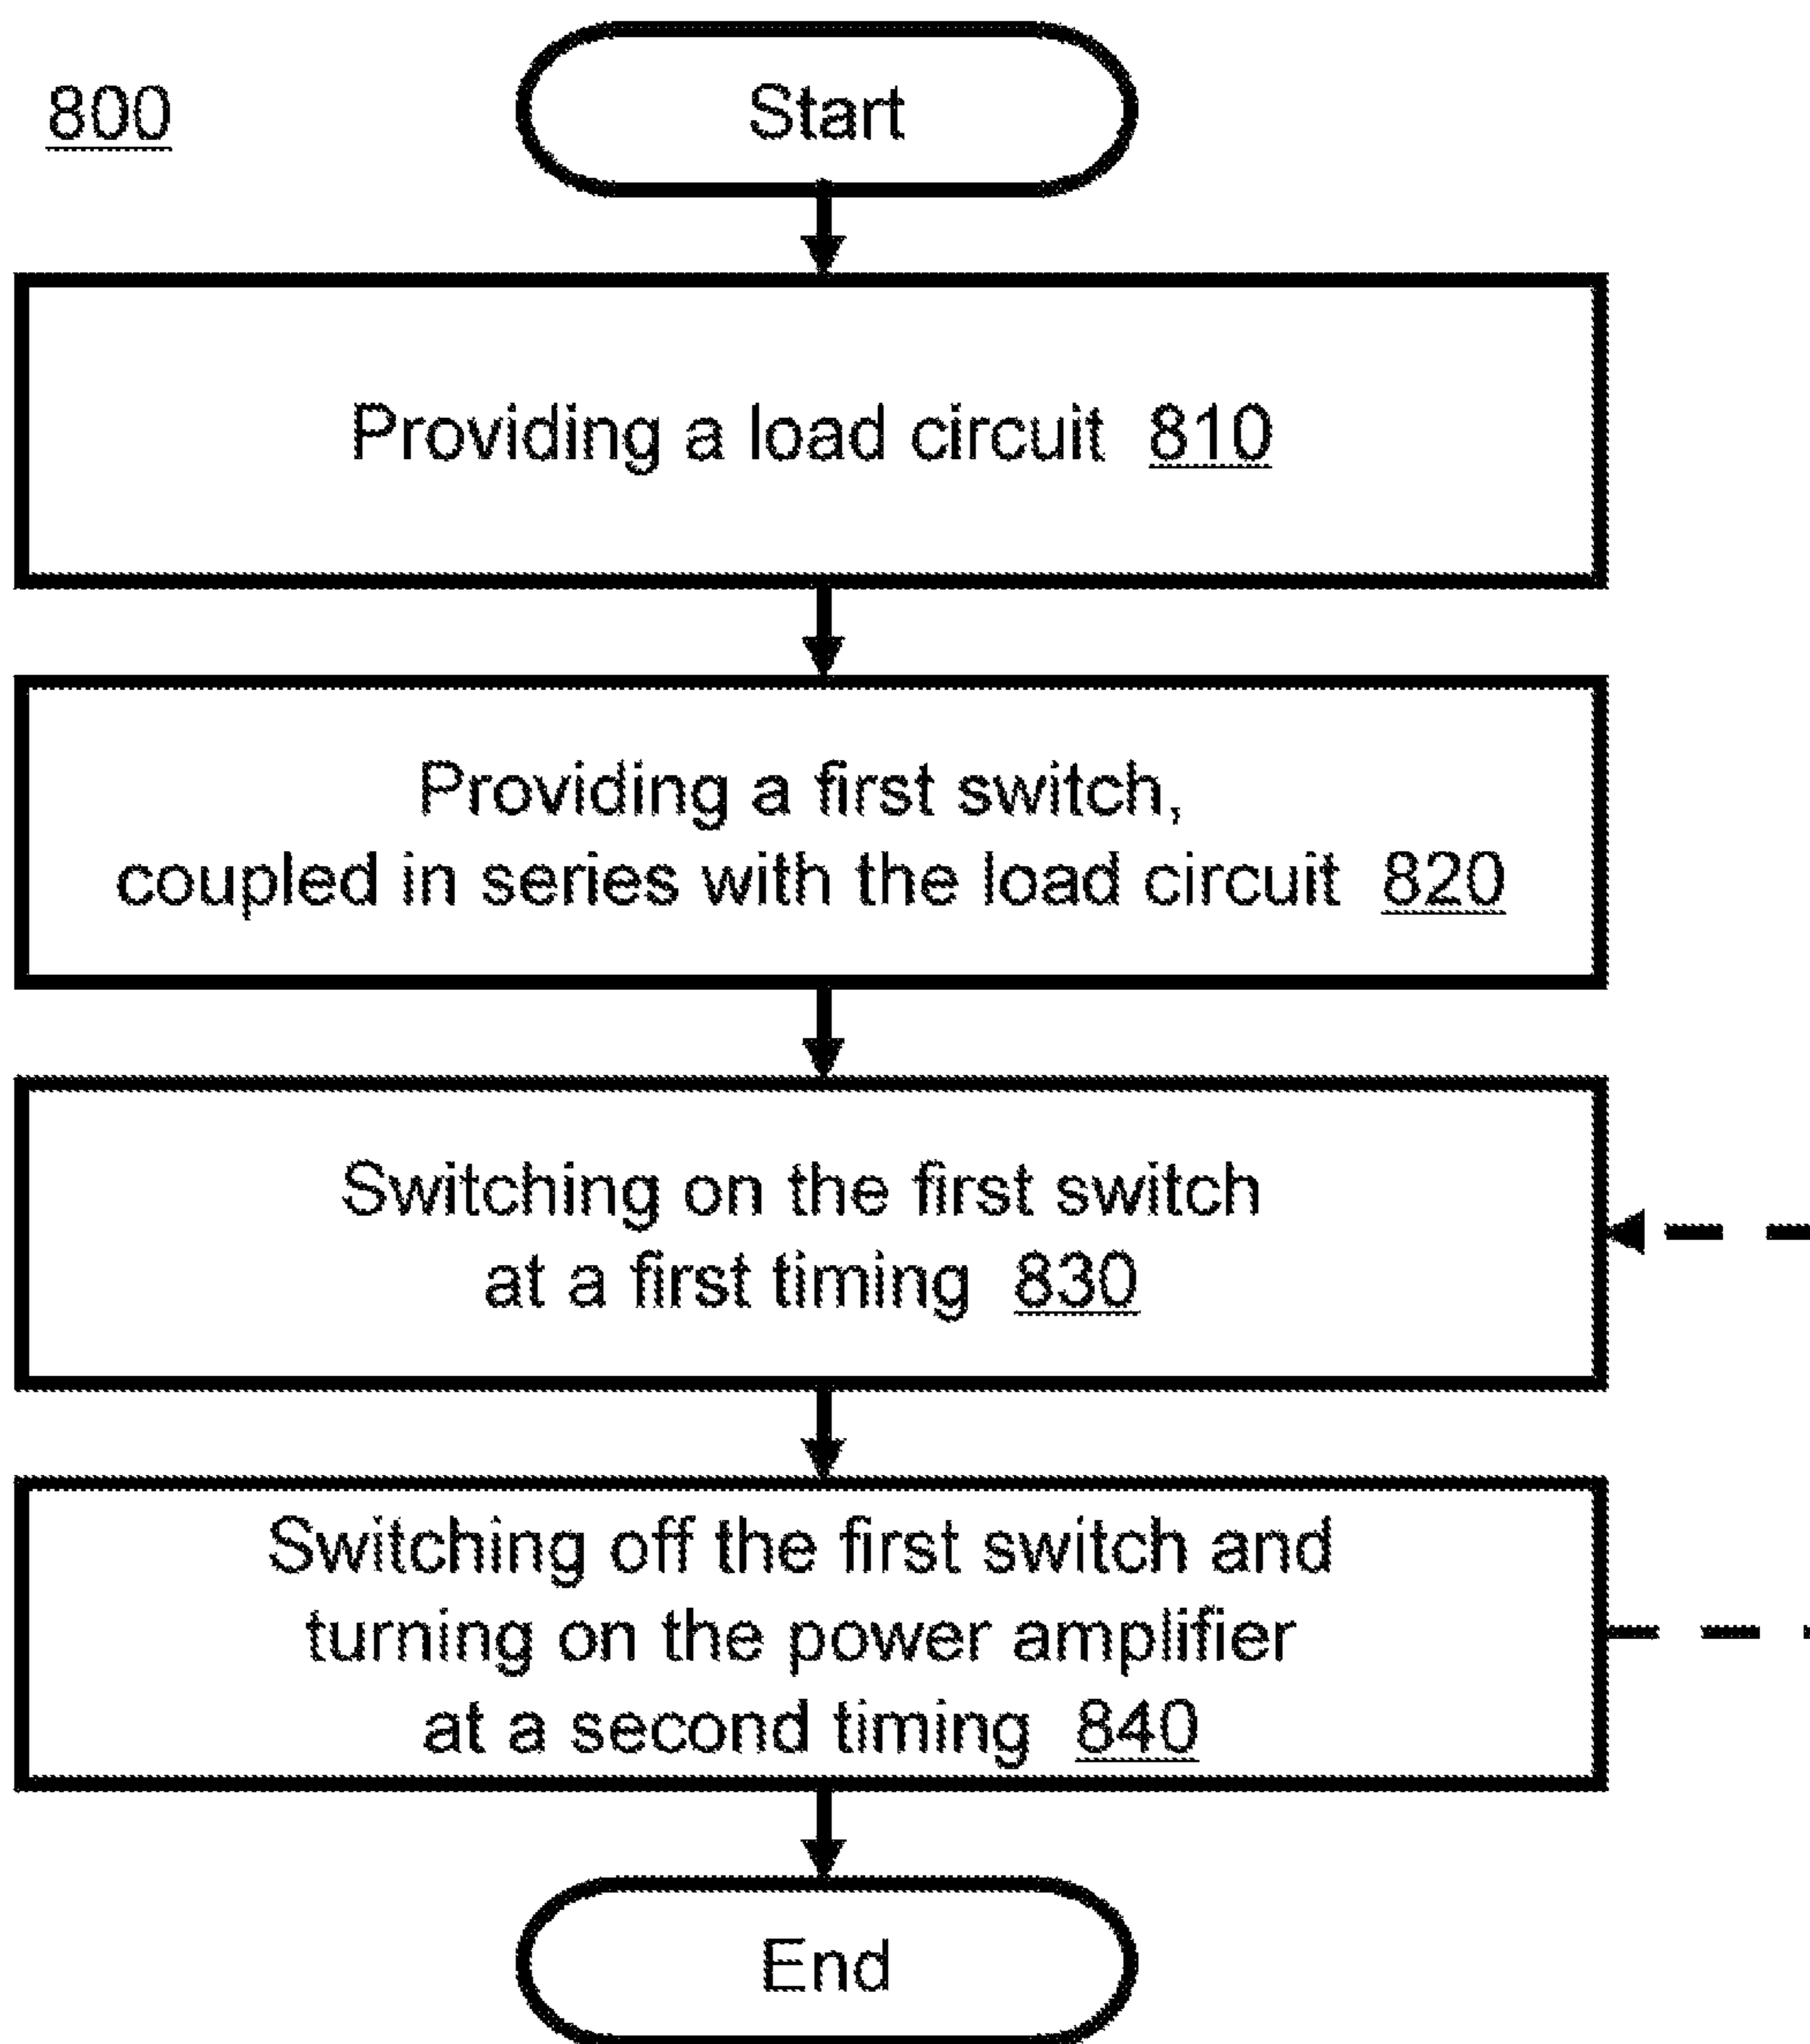 800
Start
Providing a load circuit 810
Providing a first switch,
coupled in series with the load circuit 820
Switching on the first switch
at a first timing 830
Switching off the first switch and
turning on the power amplifier
at a second timing 840
End